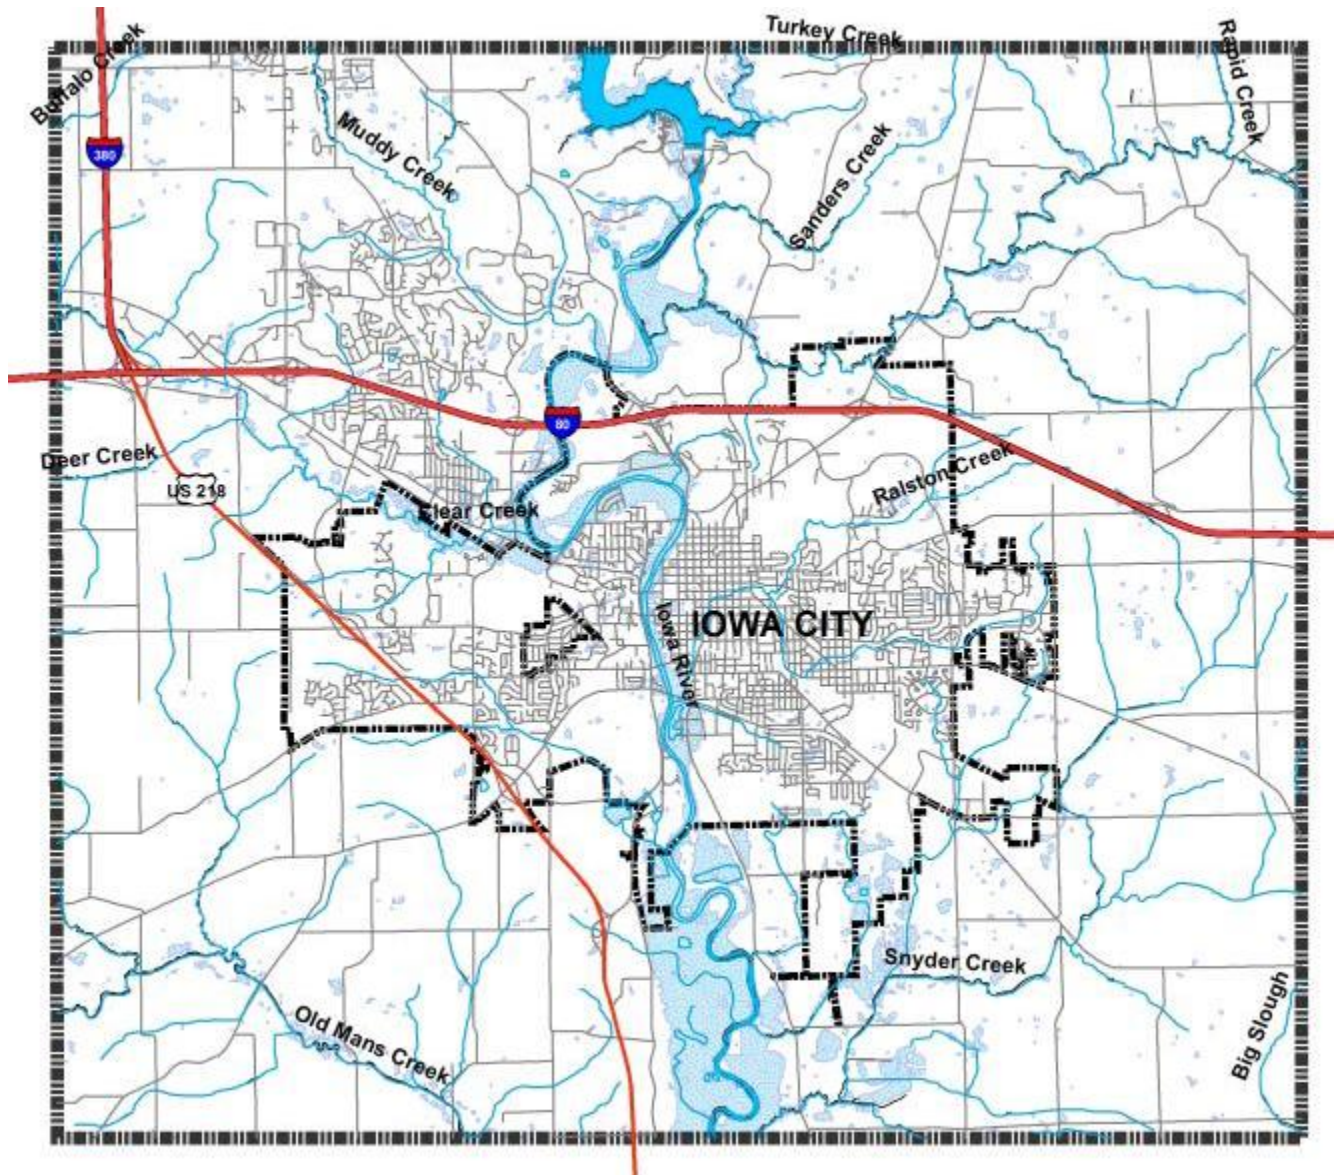 Turkey Creek
Buffalo Creek
Rapid Creek
Muddy Creek
380
Sanders Creek
80
Deer Creek
Ralston Creek
US 218
Clear Creek
IOWA CITY
Iowa River
Snyder Creek
Big Slough
Old Mans Creek